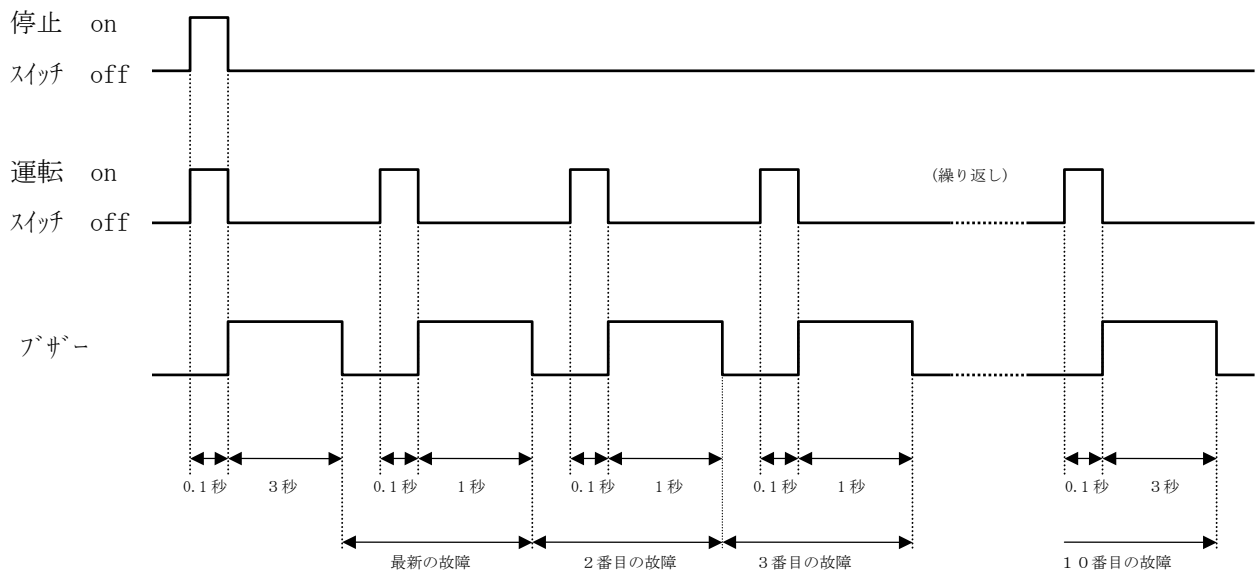 停止 on
ｽｲｯﾁ off
運転 on
(繰り返し)
ｽｲｯﾁ off
ﾌﾞｻﾞｰ
0.1秒 3秒 0.1秒 1秒 0.1秒 1秒 0.1秒 1秒 0.1秒 3秒
最新の故障 2番目の故障 3番目の故障 １０番目の故障